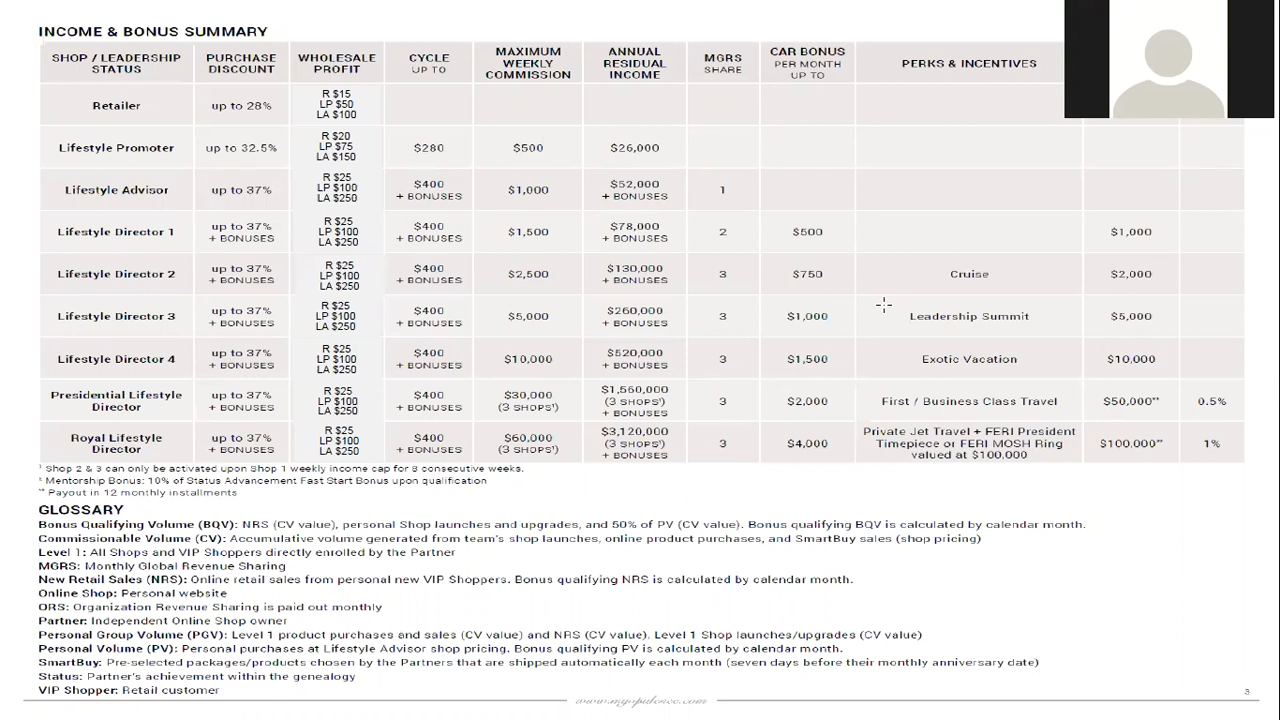 INCOME & BONUS SUMMARY
SHOP / LEADERSHIP STATUS | PURCHASE DISCOUNT | WHOLESALE PROFIT | CYCLE UP TO | MAXIMUM WEEKLY COMMISSION | ANNUAL RESIDUAL INCOME | MGRS SHARE | CAR BONUS PER MONTH UP TO | PERKS & INCENTIVES
Retailer | up to 28% | R $15 LP $50 LA $100
Lifestyle Promoter | up to 32.5% | R $20 LP $75 LA $150 | $280 | $500 | $26,000
Lifestyle Advisor | up to 37% | R $25 LP $100 LA $250 | $400 + BONUSES | $1,000 | $52,000 + BONUSES | 1
Lifestyle Director 1 | up to 37% + BONUSES | R $25 LP $100 LA $250 | $400 + BONUSES | $1,500 | $78,000 + BONUSES | 2 | $500 | $1,000
Lifestyle Director 2 | up to 37% + BONUSES | R $25 LP $100 LA $250 | $400 + BONUSES | $2,500 | $130,000 + BONUSES | 3 | $750 | Cruise | $2,000
Lifestyle Director 3 | up to 37% + BONUSES | R $25 LP $100 LA $250 | $400 + BONUSES | $5,000 | $260,000 + BONUSES | 3 | $1,000 | Leadership Summit | $5,000
Lifestyle Director 4 | up to 37% + BONUSES | R $25 LP $100 LA $250 | $400 + BONUSES | $10,000 | $520,000 + BONUSES | 3 | $1,500 | Exotic Vacation | $10,000
Presidential Lifestyle Director | up to 37% + BONUSES | R $25 LP $100 LA $250 | $400 + BONUSES | $30,000 (3 SHOPS¹) | $1,560,000 (3 SHOPS¹) + BONUSES | 3 | $2,000 | First / Business Class Travel | $50,000** | 0.5%
Royal Lifestyle Director | up to 37% + BONUSES | R $25 LP $100 LA $250 | $400 + BONUSES | $60,000 (3 SHOPS¹) | $3,120,000 (3 SHOPS¹) + BONUSES | 3 | $4,000 | Private Jet Travel + FERI President Timepiece or FERI MOSH Ring valued at $100,000 | $100,000** | 1%
¹ Shop 2 & 3 can only be activated upon Shop 1 weekly income cap for 8 consecutive weeks.
² Mentorship Bonus: 10% of Status Advancement Fast Start Bonus upon qualification
** Payout in 12 monthly installments
GLOSSARY
Bonus Qualifying Volume (BQV): NRS (CV value), personal Shop launches and upgrades, and 50% of PV (CV value). Bonus qualifying BQV is calculated by calendar month.
Commissionable Volume (CV): Accumulative volume generated from team's shop launches, online product purchases, and SmartBuy sales (shop pricing)
Level 1: All Shops and VIP Shoppers directly enrolled by the Partner
MGRS: Monthly Global Revenue Sharing
New Retail Sales (NRS): Online retail sales from personal new VIP Shoppers. Bonus qualifying NRS is calculated by calendar month.
Online Shop: Personal website
ORS: Organization Revenue Sharing is paid out monthly
Partner: Independent Online Shop owner
Personal Group Volume (PGV): Level 1 product purchases and sales (CV value) and NRS (CV value). Level 1 Shop launches/upgrades (CV value)
Personal Volume (PV): Personal purchases at Lifestyle Advisor shop pricing. Bonus qualifying PV is calculated by calendar month.
SmartBuy: Pre-selected packages/products chosen by the Partners that are shipped automatically each month (seven days before their monthly anniversary date)
Status: Partner's achievement within the genealogy
VIP Shopper: Retail customer
3